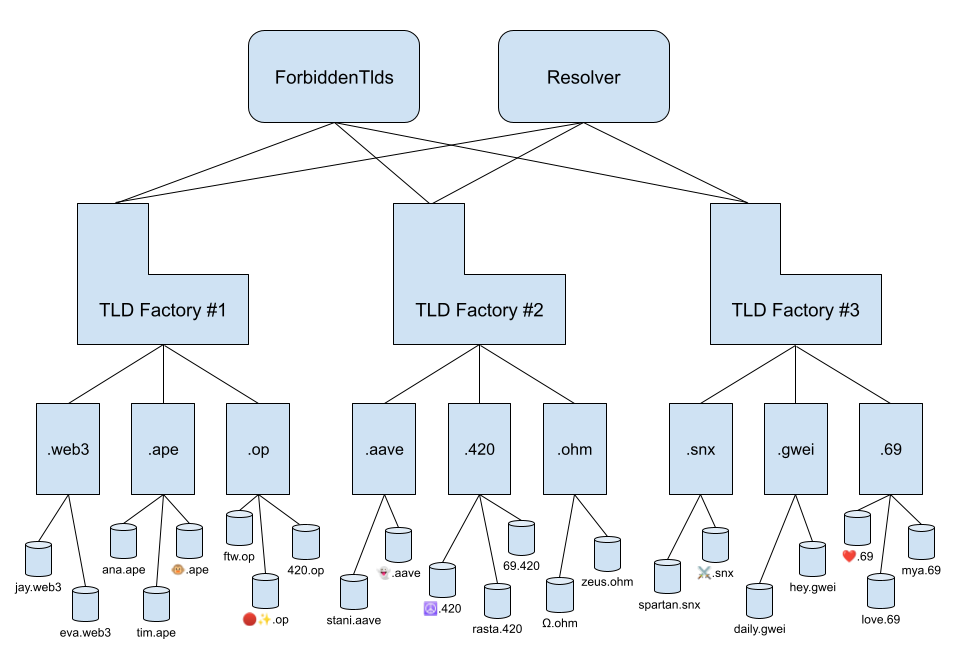 ForbiddenTlds
Resolver
TLD Factory #1
TLD Factory #2
TLD Factory #3
.web3
.ape
.op
.aave
.420
.ohm
.snx
.gwei
.69
jay.web3
eva.web3
ana.ape
tim.ape
🐵.ape
ftw.op
🔴✨.op
420.op
stani.aave
👻.aave
☮️.420
rasta.420
69.420
Ω.ohm
zeus.ohm
spartan.snx
⚔️.snx
daily.gwei
hey.gwei
❤️.69
love.69
mya.69